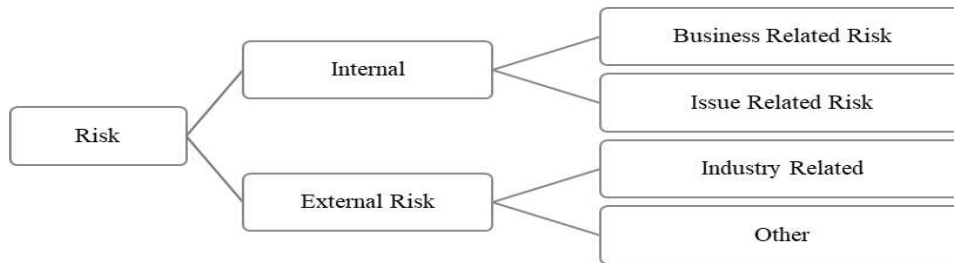 Business Related Risk
Internal
Issue Related Risk
Risk
Industry Related
External Risk
Other